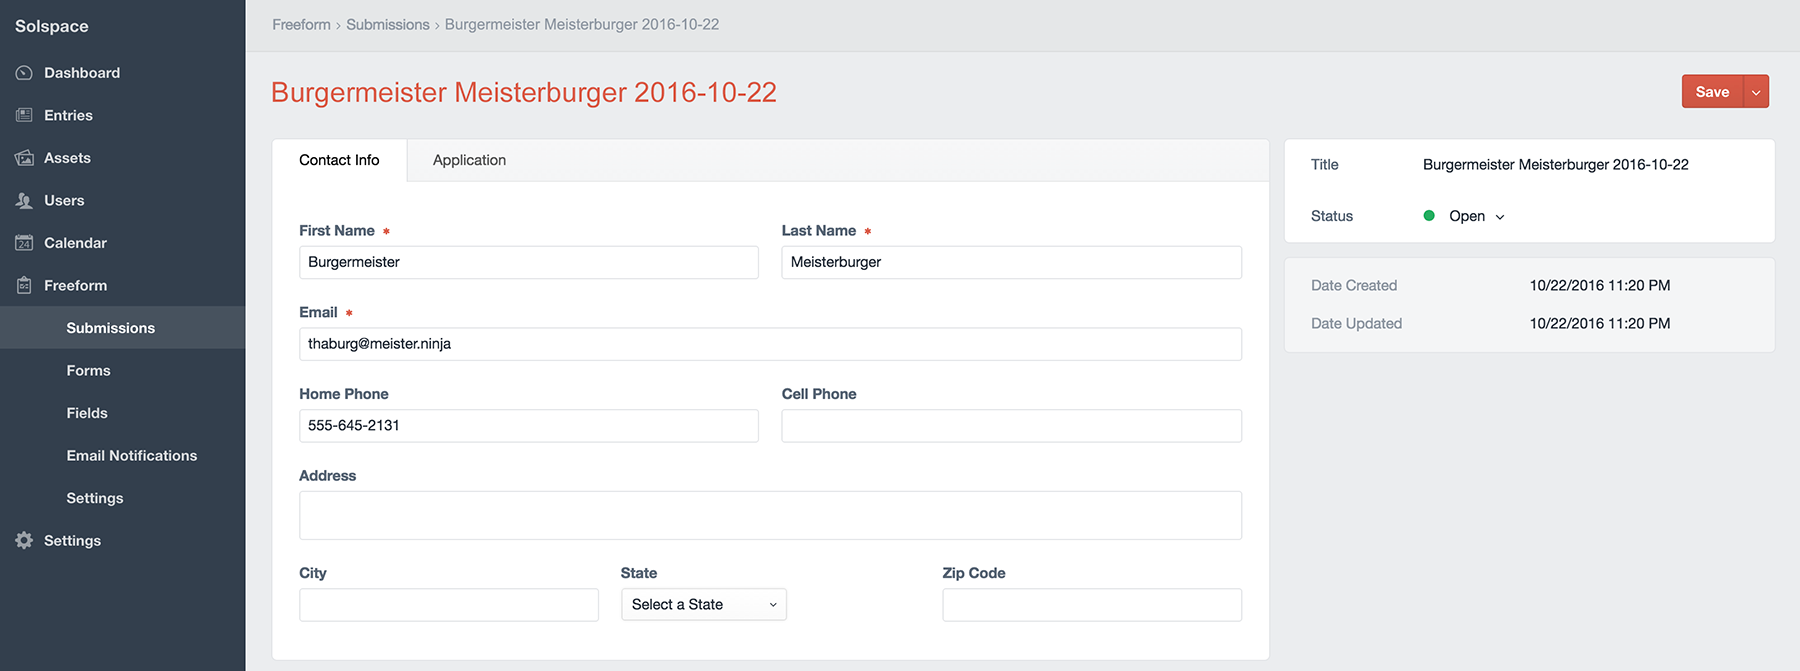 Solspace
Dashboard
Entries
Assets
Users
24
Calendar
Freeform
Submissions
Forms
Fields
Email Notifications
Settings
Settings
Freeform › Submissions › Burgermeister Meisterburger 2016-10-22
Burgermeister Meisterburger 2016-10-22
Save
Contact Info
Application
First Name *
Last Name *
Burgermeister
Meisterburger
Email *
thaburg@meister.ninja
Home Phone
Cell Phone
555-645-2131
Address
City
State
Zip Code
Select a State
Title
Burgermeister Meisterburger 2016-10-22
Status
Open
Date Created
10/22/2016 11:20 PM
Date Updated
10/22/2016 11:20 PM